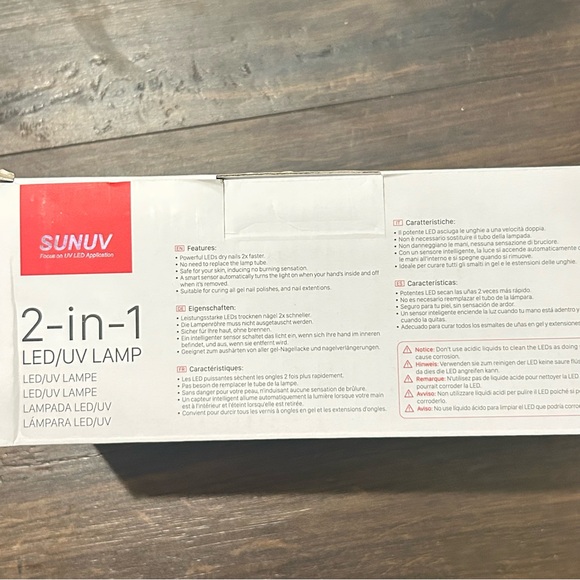 SUNUV
Focus on UV LED Application
2-in-1
LED/UV LAMP
LED/UV LAMPE
LED/UV LAMPE
LAMPADA LED/UV
LÁMPARA LED/UV
EN Features:
• Powerful LEDs dry nails 2x faster.
• No need to replace the lamp tube.
• Safe for your skin, inducing no burning sensation.
• A smart sensor automatically turns the light on when your hand's inside and off
when it's removed.
• Suitable for curing all gel nail polishes, and nail extentions.
DE Eigenschaften:
• Leistungsstarke LEDs trocknen nägel 2x schneller.
• Die Lampenröhre muss nicht ausgetauscht werden.
• Sicher für ihre haut, ohne brennen.
• Ein intelligenter sensor schaltet das licht ein, wenn sich ihre hand im inneren
befindet, und aus, wenn sie entfernt wird.
• Geeignet zum aushärten von aller gel-Nagellacke und nagelverängerungen.
FR Caractéristiques:
• Les LED puissantes sèchent les ongles 2 fois plus rapidement.
• Pas besoin de remplacer le tube de la lampe.
• Sans danger pour votre peau, n'induisant aucune sensation de brûlure.
• Un capteur intelligent allume automatiquement la lumière lorsque votre main
est à l'intérieur et l'éteint lorsqu'elle est retirée.
• Convient pour durcir tous les vernis à ongles en gel et les extensions d'ongles.
IT Caratteristiche:
• Il potente LED asciuga le unghie a una velocità doppia.
• Non è necessario sostituire il tubo della lampada.
• Non danneggiano le mani, nessuna sensazione di bruciore.
• Con un sensore intelligente, la luce si accende automaticamente
le mani all'interno e si spegne quando si rimuove.
• Ideale per curare tutti gli smalti in gel e le estensioni delle unghie.
ES Características:
• Potentes LED secan las uñas 2 veces más rápido.
• No es necesario reemplazar el tubo de la lámpara.
• Seguro para tu piel, sin sensación de ardor.
• Un sensor inteligente enciende la luz cuando tu mano está adentro y
cuando la quitas.
• Adecuado para curar todos los esmaltes de uñas en gel y extension
Notice: Don't use acidic liquids to clean the LEDs as doing
cause corrosion.
Hinweis: Verwenden sie zum reinigen der LED keine saure
da dies die LED angreifen kann.
Remarque: N'utilisez pas de liquide acide pour nettoyer la LED
pourrait corroder la LED.
Avviso: Non utilizzare liquidi acidi per pulire il LED poiché si
corroderlo.
Aviso: No use líquido ácido para limpiar el LED que podría